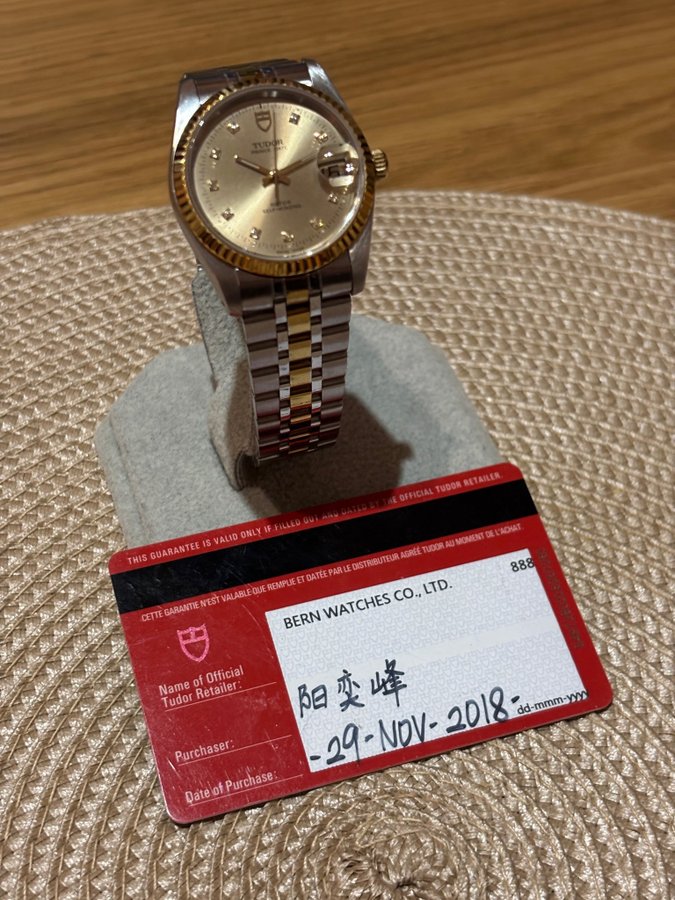 TUDOR
PRINCE DATE
ROTOR
SELF-WINDING
THIS GUARANTEE IS VALID ONLY IF FILLED OUT AND DATED BY THE OFFICIAL TUDOR RETAILER.
CETTE GARANTIE N'EST VALABLE QUE REMPLIE ET DATÉE PAR LE DISTRIBUTEUR AGRÉÉ TUDOR AU MOMENT DE L'ACHAT.
BERN WATCHES CO., LTD.
888
Name of Official
Tudor Retailer:
Purchaser:
阳奕峰
Date of Purchase:
-29-NOV-2018-
dd-mmm-yyyy